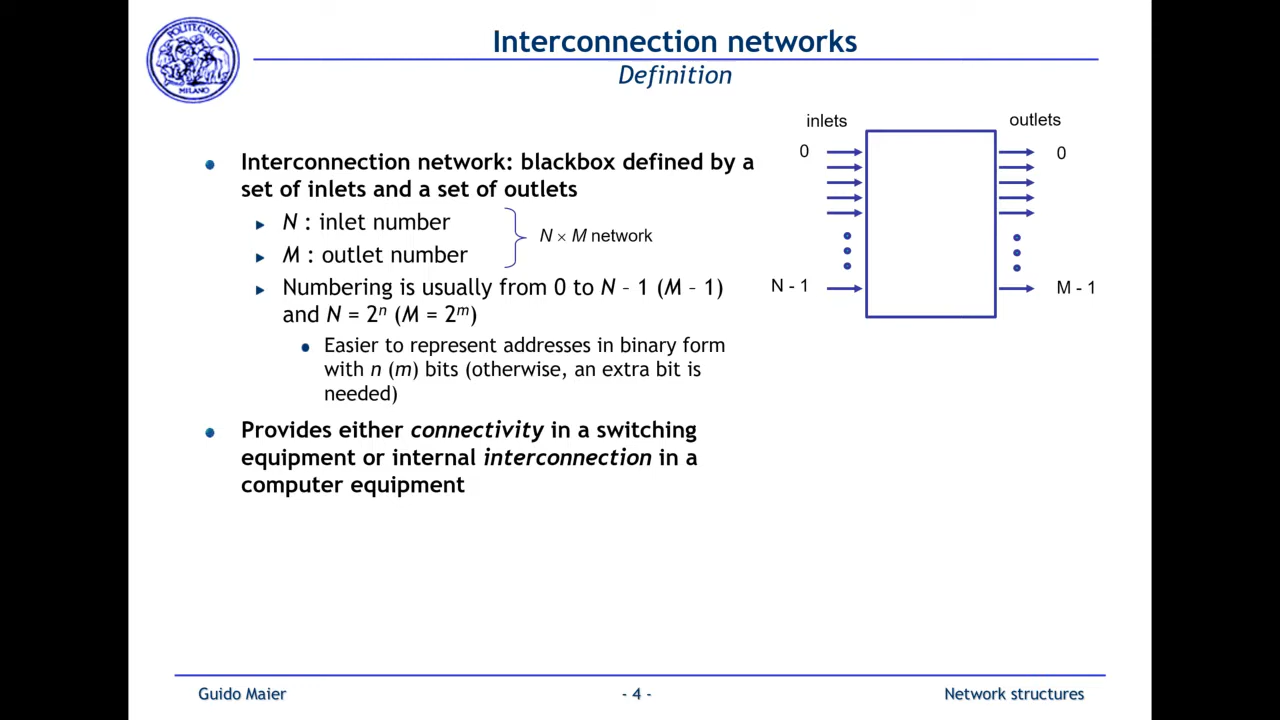 POLITECNICO
MILANO
Interconnection networks
Definition
Interconnection network: blackbox defined by a
set of inlets and a set of outlets
N : inlet number
M : outlet number
N × M network
Numbering is usually from 0 to N – 1 (M – 1)
and N = 2ⁿ (M = 2ᵐ)
Easier to represent addresses in binary form
with n (m) bits (otherwise, an extra bit is
needed)
Provides either connectivity in a switching
equipment or internal interconnection in a
computer equipment
inlets
outlets
0
0
N - 1
M - 1
Guido Maier
- 4 -
Network structures